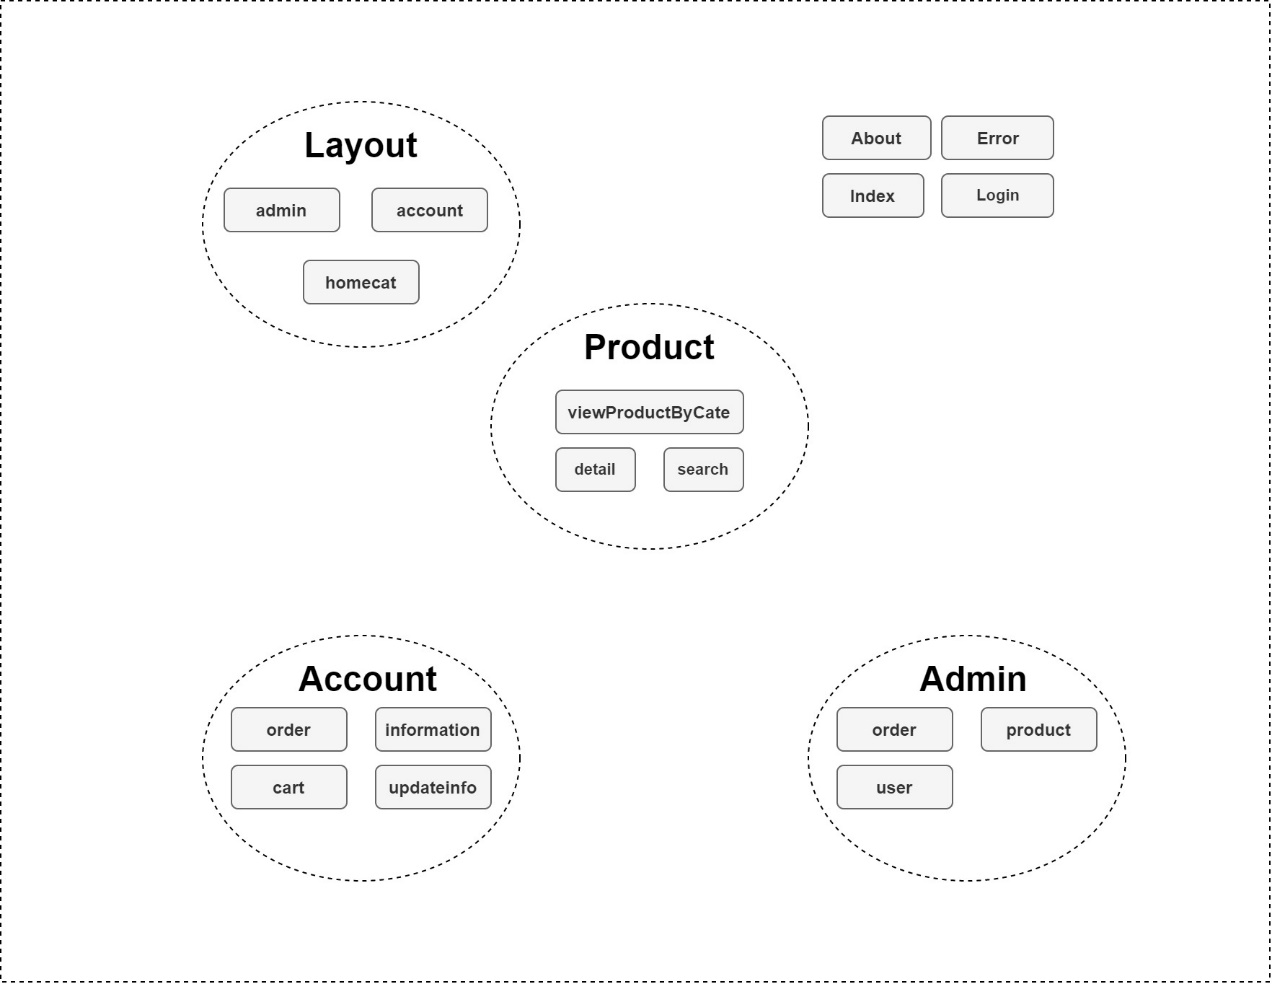 Layout
admin
account
homecat
About
Error
Index
Login
Product
viewProductByCate
detail
search
Account
order
information
cart
updateinfo
Admin
order
product
user